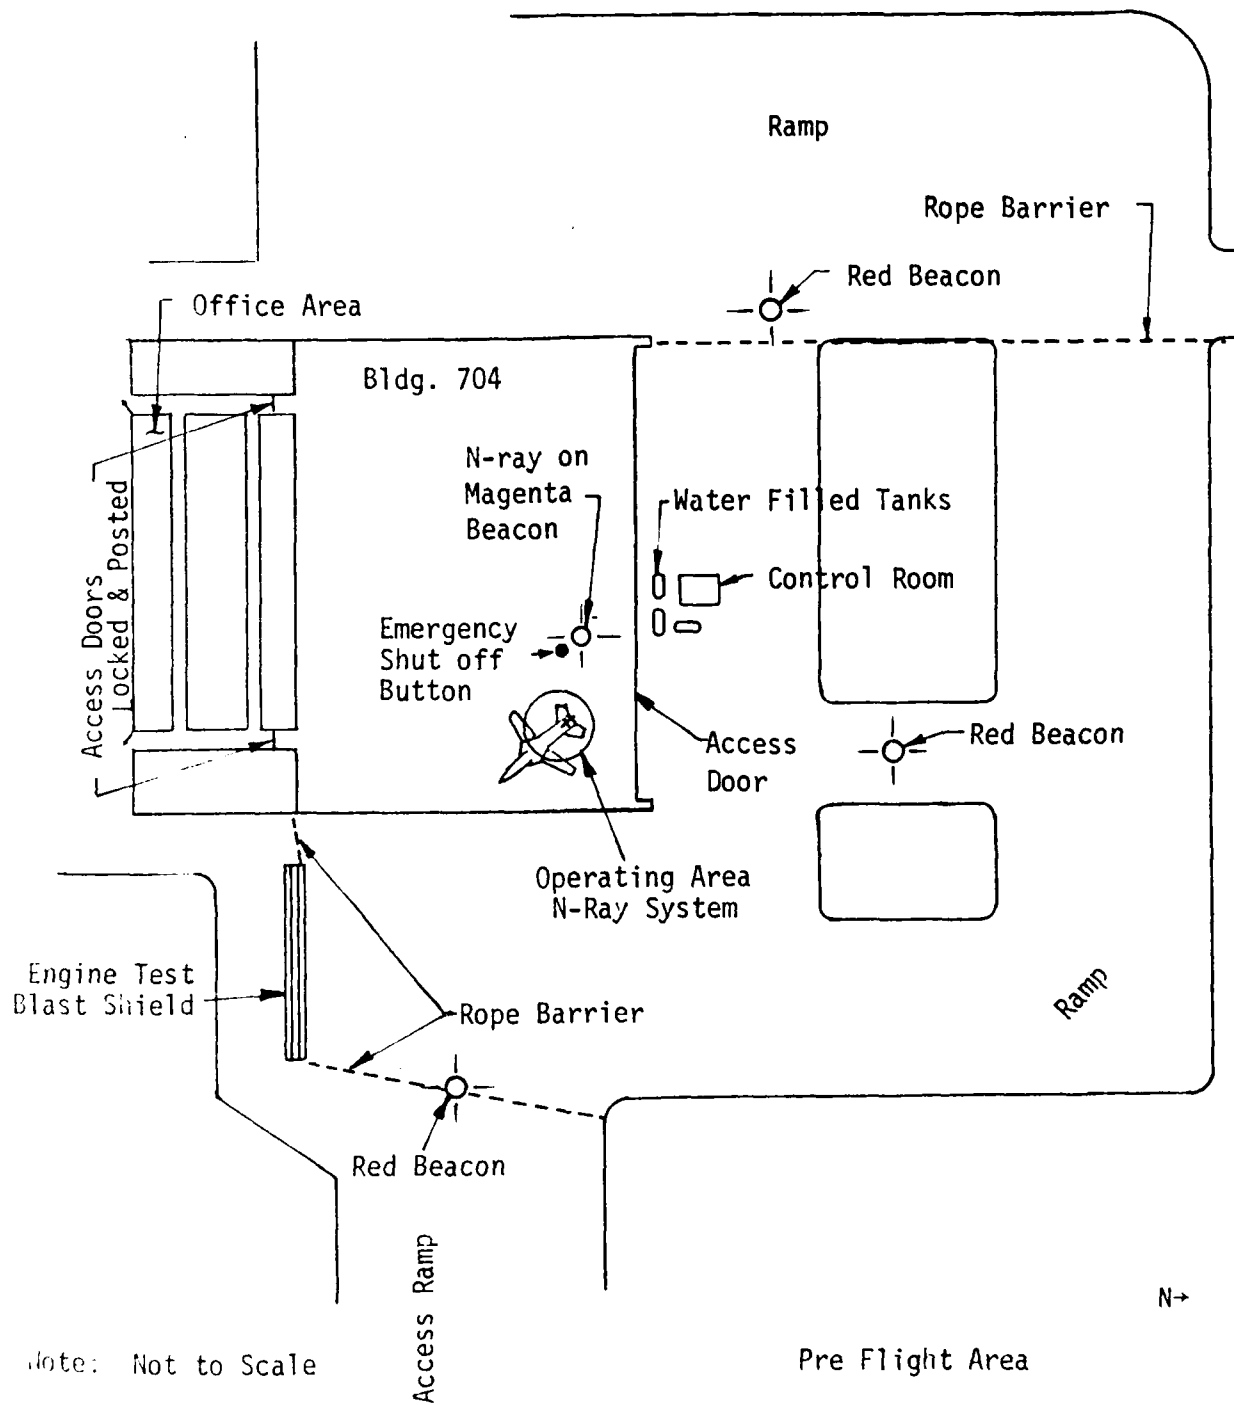 Ramp
Rope Barrier
Red Beacon
Office Area
Bldg. 704
N-ray on
Magenta
Beacon
Water Filled Tanks
Control Room
Access Doors
Locked & Posted
Emergency
Shut off
Button
Access
Door
Red Beacon
Operating Area
N-Ray System
Engine Test
Blast Shield
Rope Barrier
Ramp
Red Beacon
Access Ramp
N→
Note: Not to Scale
Pre Flight Area